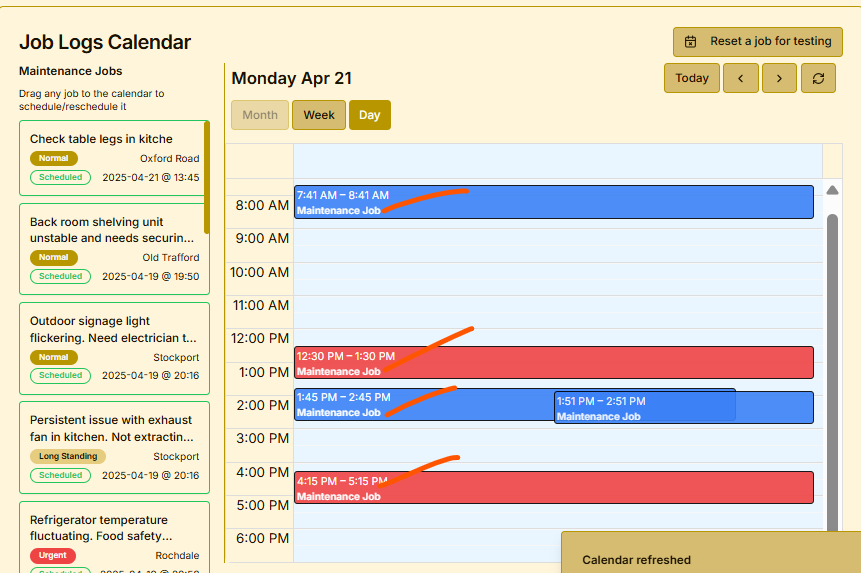 Job Logs Calendar
Reset a job for testing
Maintenance Jobs
Drag any job to the calendar to
schedule/reschedule it
Check table legs in kitche
Normal
Oxford Road
Scheduled
2025-04-21 @ 13:45
Back room shelving unit
unstable and needs securin...
Normal
Old Trafford
Scheduled
2025-04-19 @ 19:50
Outdoor signage light
flickering. Need electrician t...
Normal
Stockport
Scheduled
2025-04-19 @ 20:16
Persistent issue with exhaust
fan in kitchen. Not extractin...
Long Standing
Stockport
Scheduled
2025-04-19 @ 20:16
Refrigerator temperature
fluctuating. Food safety...
Urgent
Rochdale
Monday Apr 21
Today
Month
Week
Day
8:00 AM
9:00 AM
10:00 AM
11:00 AM
12:00 PM
1:00 PM
2:00 PM
3:00 PM
4:00 PM
5:00 PM
6:00 PM
7:41 AM – 8:41 AM
Maintenance Job
12:30 PM – 1:30 PM
Maintenance Job
1:45 PM – 2:45 PM
Maintenance Job
1:51 PM – 2:51 PM
Maintenance Job
4:15 PM – 5:15 PM
Maintenance Job
Calendar refreshed